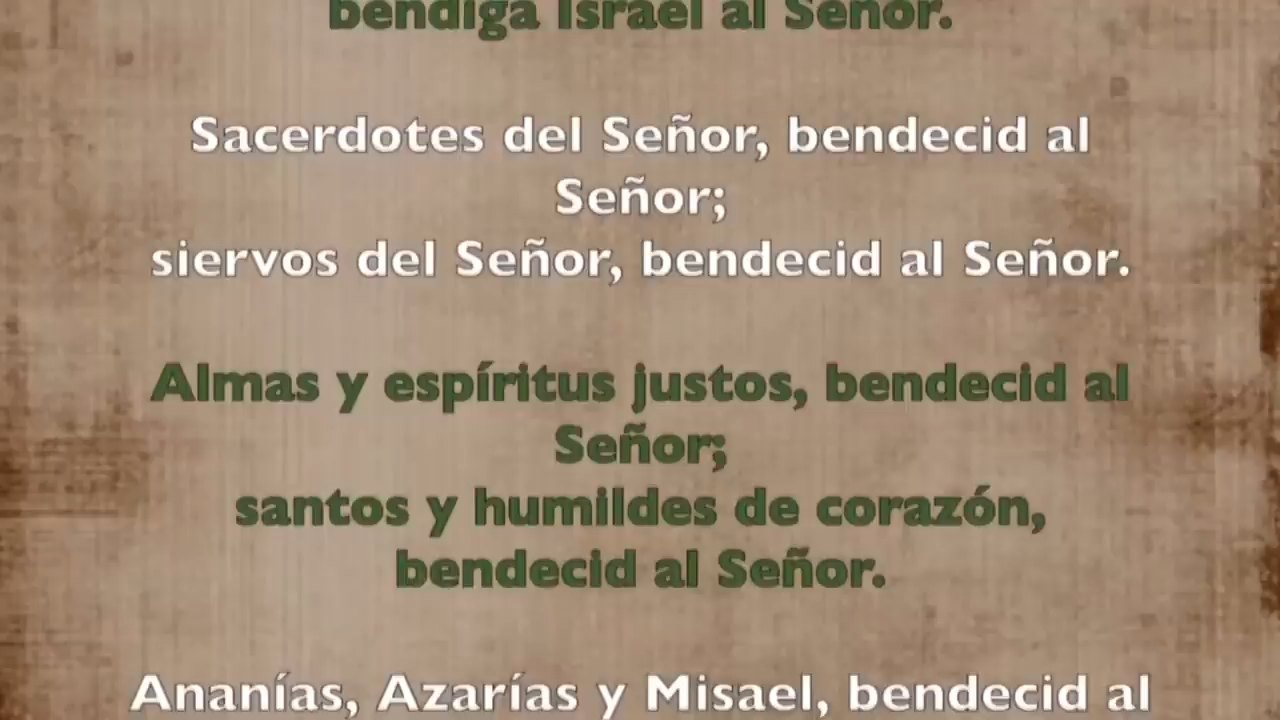 bendiga Israel al Señor.
Sacerdotes del Señor, bendecid al
Señor;
siervos del Señor, bendecid al Señor.
Almas y espíritus justos, bendecid al
Señor;
santos y humildes de corazón,
bendecid al Señor.
Ananías, Azarías y Misael, bendecid al